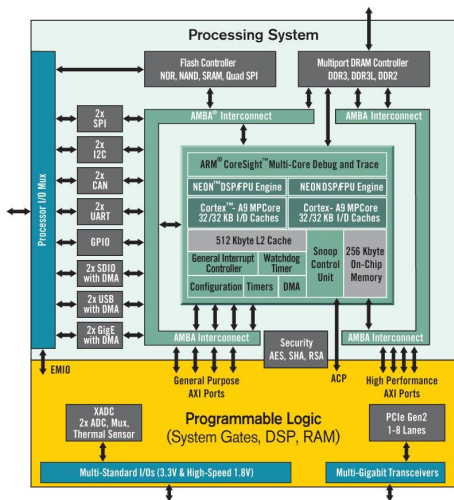 Processing System
Flash Controller
NOR, NAND, SRAM, Quad SPI
Multiport DRAM Controller
DDR3, DDR3L, DDR2
Processor I/O Mux
2x
SPI
2x
I2C
2x
CAN
2x
UART
GPIO
2x SDIO
with DMA
2x USB
with DMA
2x GigE
with DMA
EMIO
AMBA® Interconnect
AMBA Interconnect
ARM® CoreSight™ Multi-Core Debug and Trace
NEON™ DSP/FPU Engine
NEON DSP/FPU Engine
Cortex™- A9 MPCore
32/32 KB I/D Caches
Cortex- A9 MPCore
32/32 KB I/D Caches
512 Kbyte L2 Cache
General Interrupt
Controller
Watchdog
Timer
Configuration
Timers
DMA
Snoop
Control
Unit
256 Kbyte
On-Chip
Memory
AMBA Interconnect
Security
AES, SHA, RSA
AMBA Interconnect
General Purpose
AXI Ports
ACP
High Performance
AXI Ports
XADC
2x ADC, Mux,
Thermal Sensor
Programmable Logic
(System Gates, DSP, RAM)
PCIe Gen2
1-8 Lanes
Multi-Standard I/Os (3.3V & High-Speed 1.8V)
Multi-Gigabit Transceivers